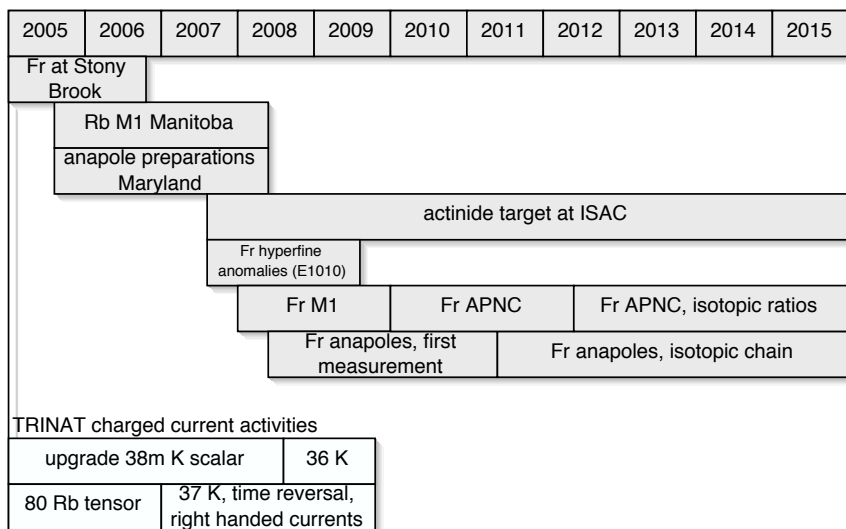 2005 2006 2007 2008 2009 2010 2011 2012 2013 2014 2015
Fr at Stony
Brook
Rb M1 Manitoba
anapole preparations
Maryland
actinide target at ISAC
Fr hyperfine
anomalies (E1010)
Fr M1 Fr APNC Fr APNC, isotopic ratios
Fr anapoles, first
measurement
Fr anapoles, isotopic chain
TRINAT charged current activities
upgrade 38m K scalar 36 K
80 Rb tensor
37 K, time reversal,
right handed currents